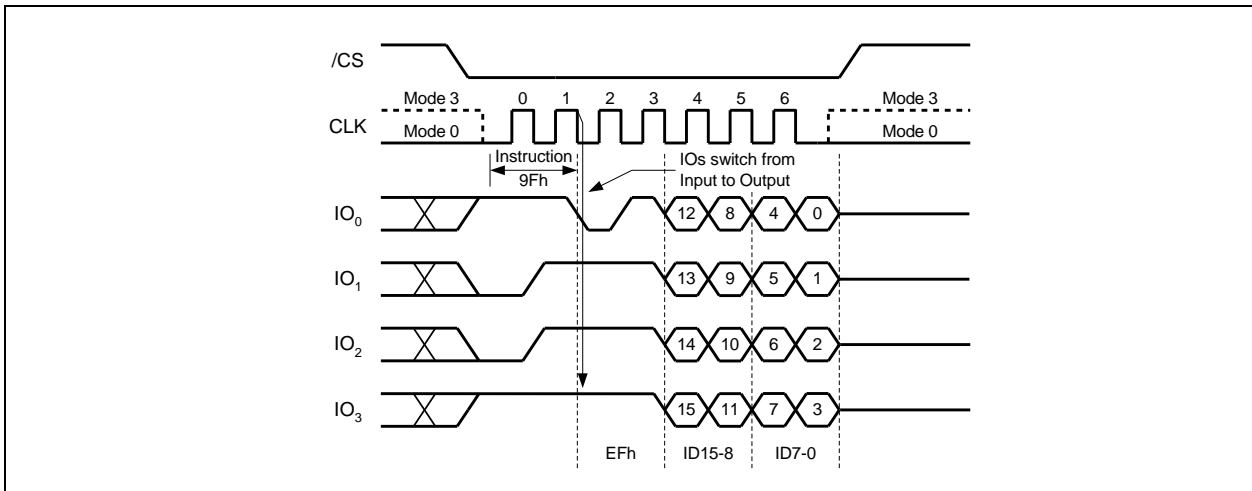 /CS
Mode 3 0 1 2 3 4 5 6 Mode 3
CLK Mode 0 Mode 0
Instruction IOs switch from
9Fh Input to Output
IO0 12 8 4 0
IO1 13 9 5 1
IO2 14 10 6 2
IO3 15 11 7 3
EFh ID15-8 ID7-0